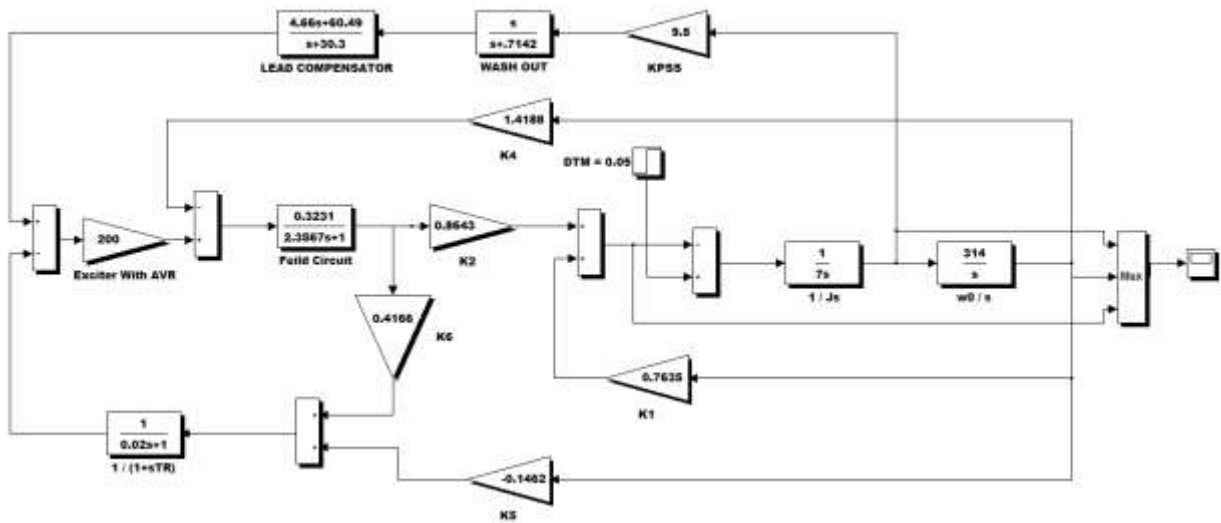 4.66s+60.49
s+30.3
LEAD COMPENSATOR
s
s+.7142
WASH OUT
9.5
KPSS
1.4188
K4
DTM = 0.05
200
Exciter With AVR
0.3231
2.3567s+1
Feild Circuit
0.8643
K2
1
7s
1 / Js
314
s
w0 / s
Mux
0.4166
K6
0.7635
K1
1
0.02s+1
1 / (1+sTR)
-0.1462
K5